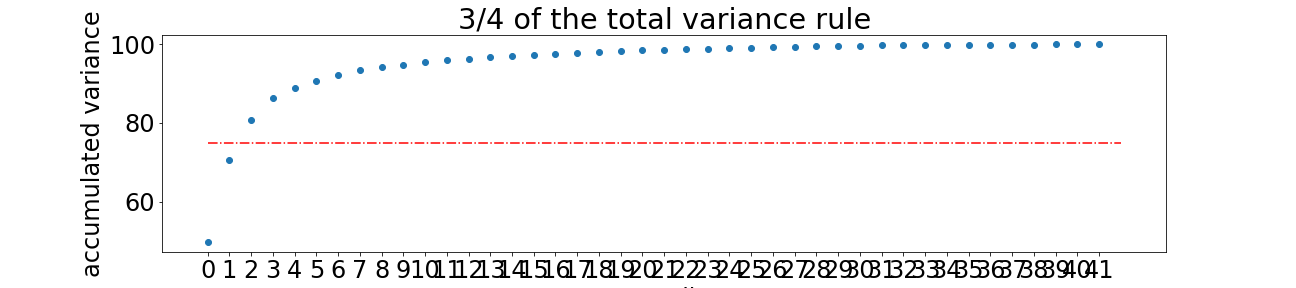 3/4 of the total variance rule
accumulated variance
100
80
60
0 1 2 3 4 5 6 7 8 9 10 11 12 13 14 15 16 17 18 19 20 21 22 23 24 25 26 27 28 29 30 31 32 33 34 35 36 37 38 39 40 41